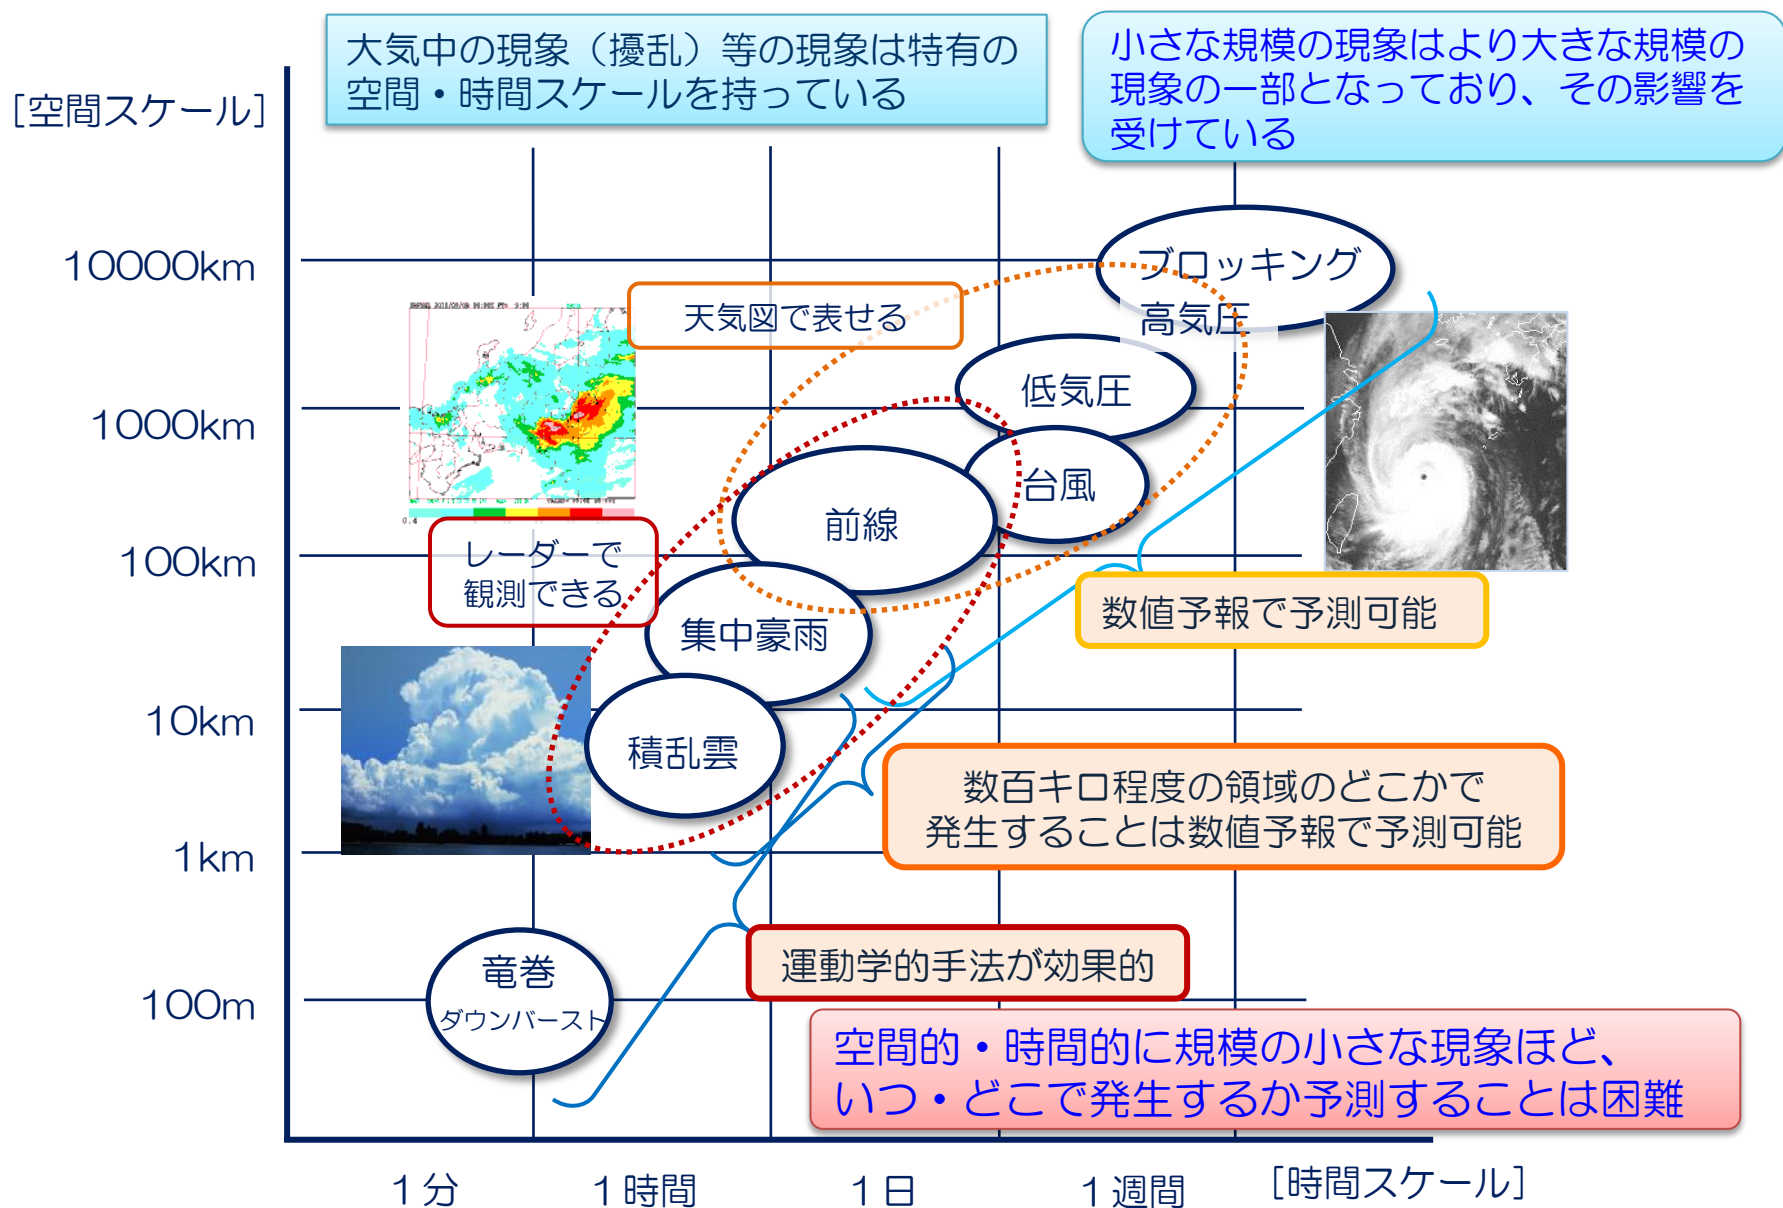 大気中の現象（擾乱）等の現象は特有の
空間・時間スケールを持っている
小さな規模の現象はより大きな規模の
現象の一部となっており、その影響を
受けている
[空間スケール]
10000km
1000km
100km
10km
1km
100m
ブロッキング
高気圧
天気図で表せる
低気圧
台風
前線
レーダーで
観測できる
集中豪雨
積乱雲
数値予報で予測可能
数百キロ程度の領域のどこかで
発生することは数値予報で予測可能
竜巻
ダウンバースト
運動学的手法が効果的
空間的・時間的に規模の小さな現象ほど、
いつ・どこで発生するか予測することは困難
0.4
１分
１時間
１日
１週間
[時間スケール]